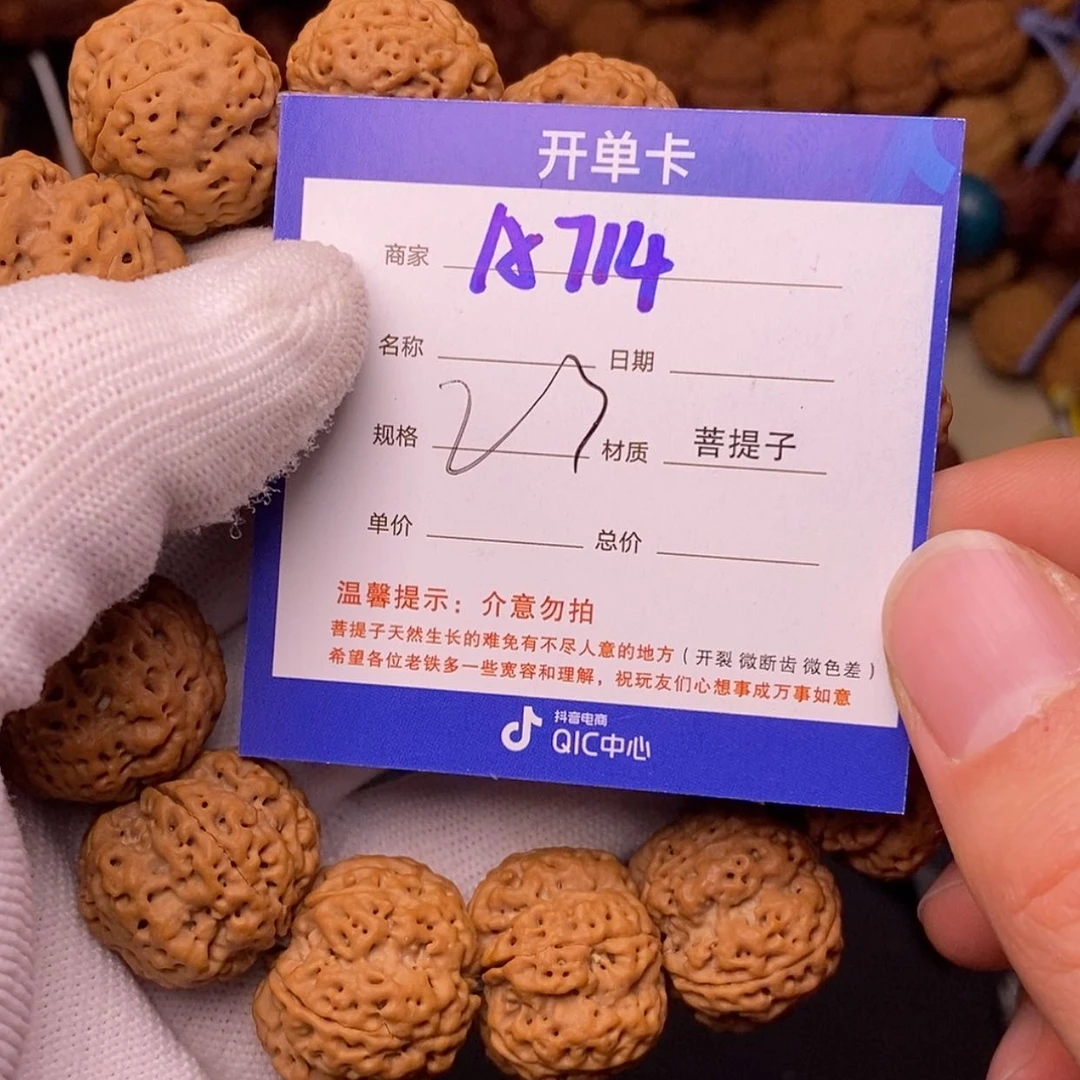 开单卡
商家 A714
名称 日期
规格 材质 菩提子
单价 总价
温馨提示：介意勿拍
菩提子天然生长的难免有不尽人意的地方（开裂 微断齿 微色差）
希望各位老铁多一些宽容和理解，祝玩友们心想事成万事如意
抖音电商
QIC中心